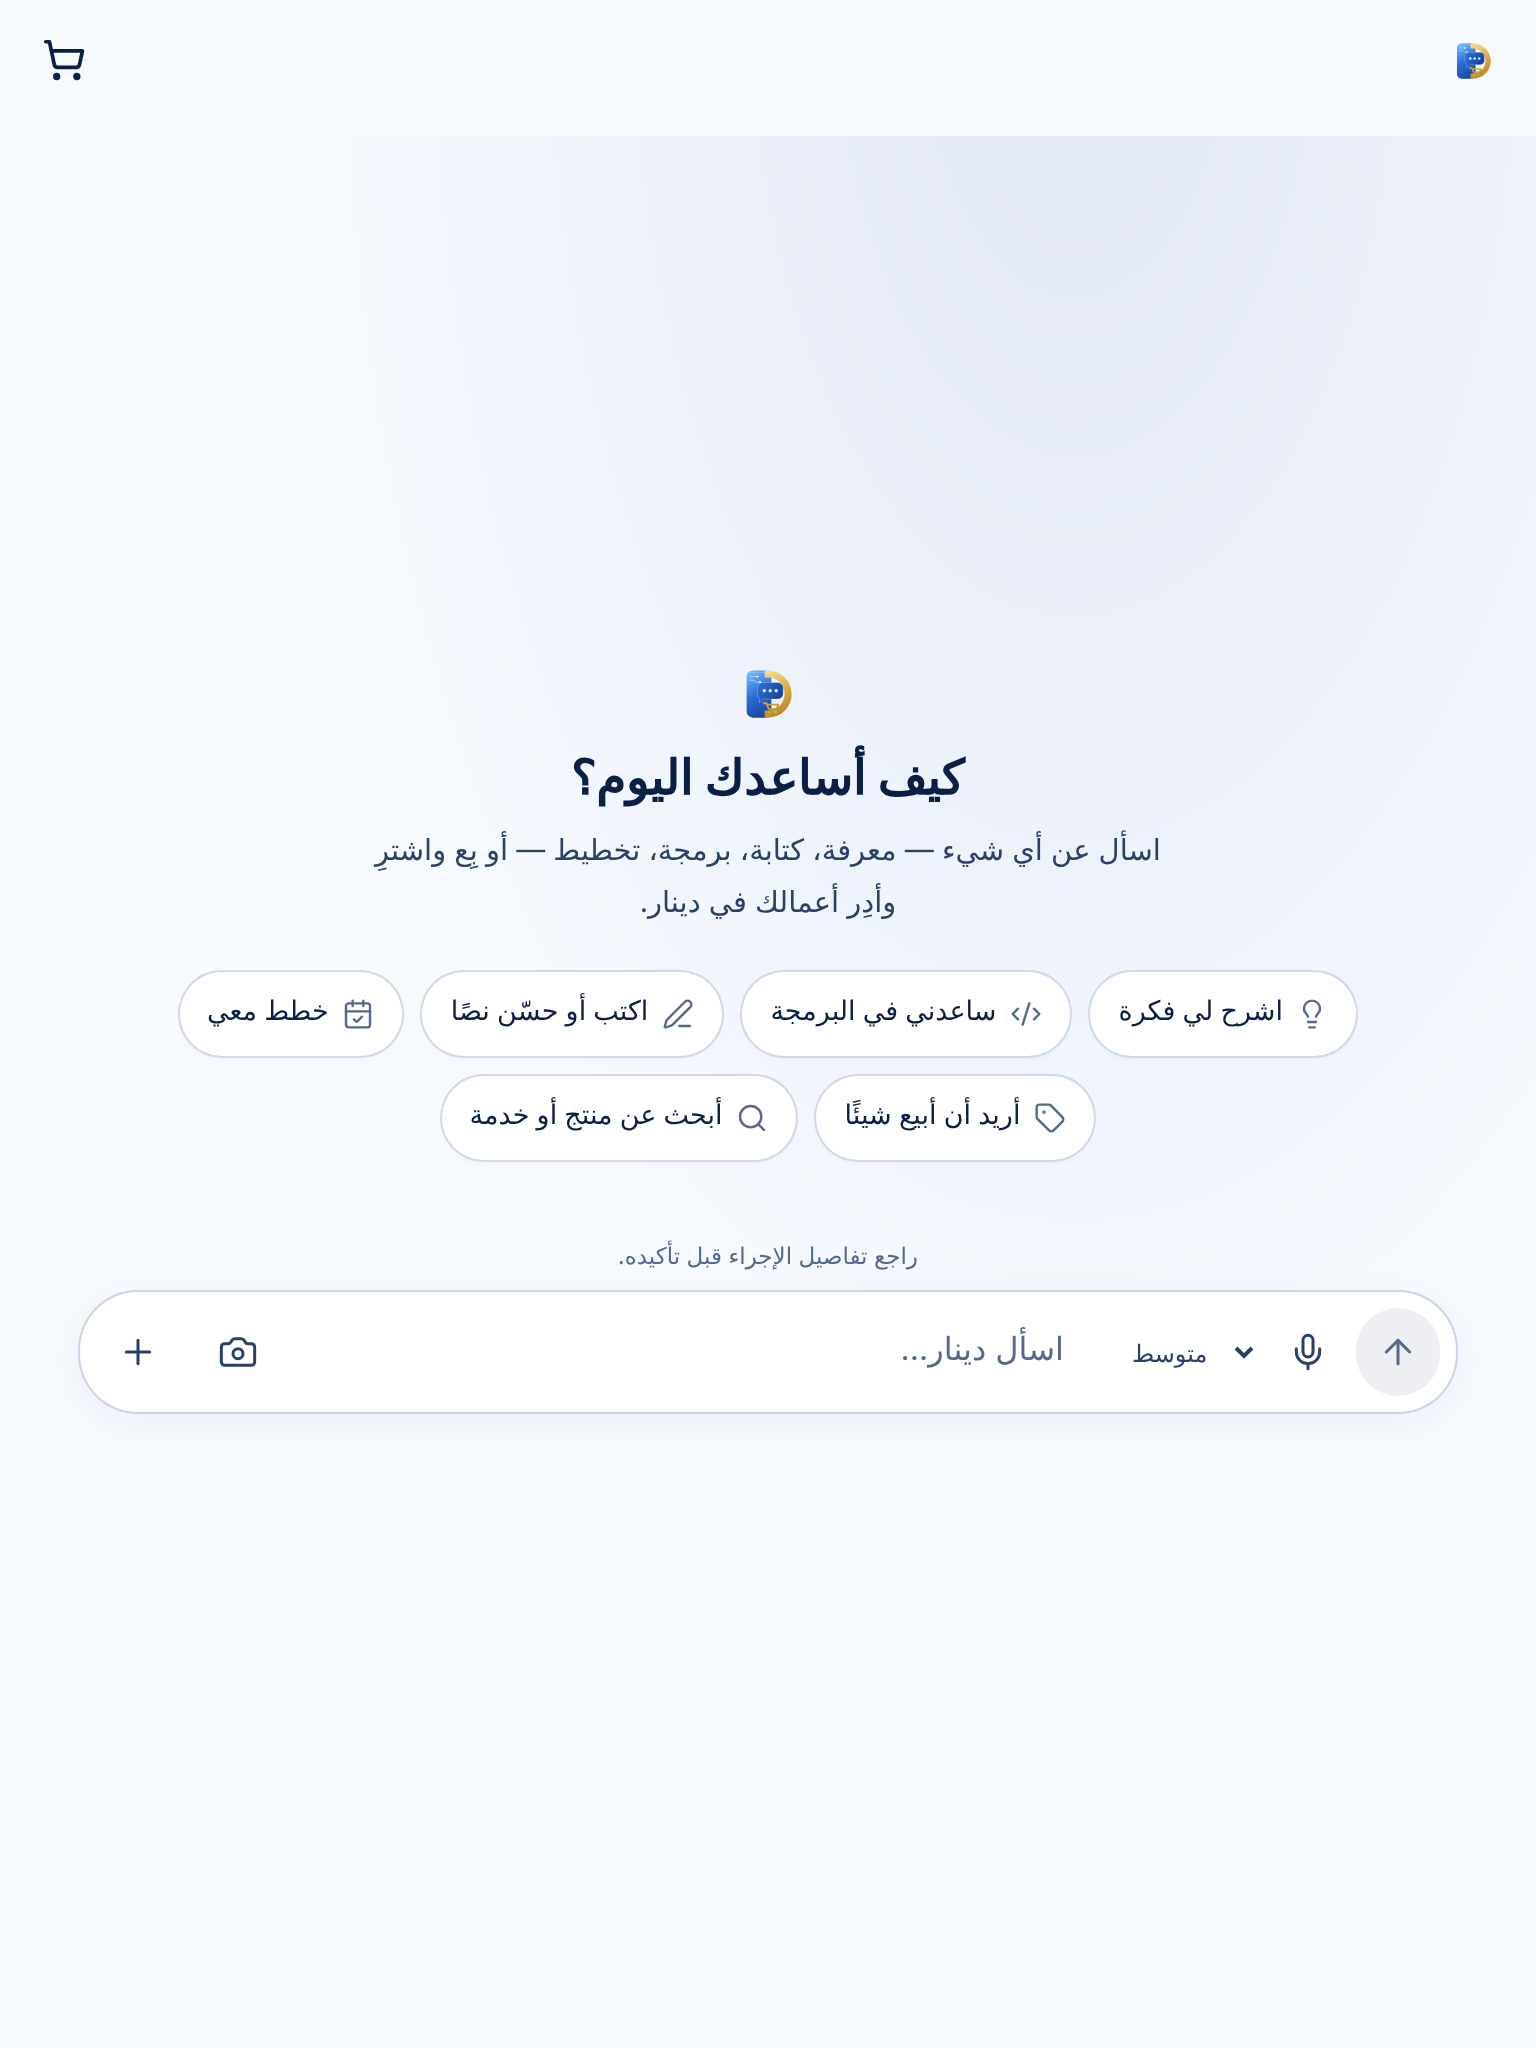 كيف أساعدك اليوم؟
اسأل عن أي شيء — معرفة، كتابة، برمجة، تخطيط — أو بِع واشترِ
وأدِر أعمالك في دينار.
اشرح لي فكرة
ساعدني في البرمجة
اكتب أو حسّن نصًا
خطط معي
أريد أن أبيع شيئًا
أبحث عن منتج أو خدمة
راجع تفاصيل الإجراء قبل تأكيده.
متوسط
اسأل دينار...